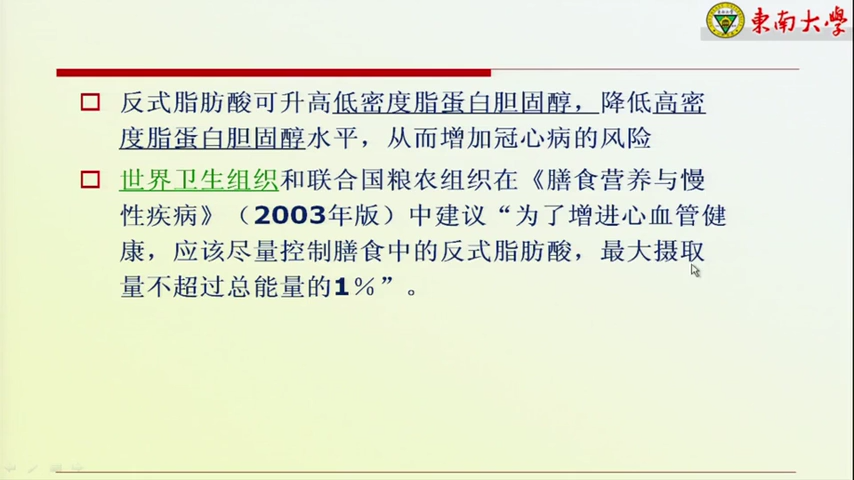 東南大學
反式脂肪酸可升高低密度脂蛋白胆固醇，降低高密
度脂蛋白胆固醇水平，从而增加冠心病的风险
世界卫生组织和联合国粮农组织在《膳食营养与慢
性疾病》（2003年版）中建议“为了增进心血管健
康，应该尽量控制膳食中的反式脂肪酸，最大摄取
量不超过总能量的1％”。